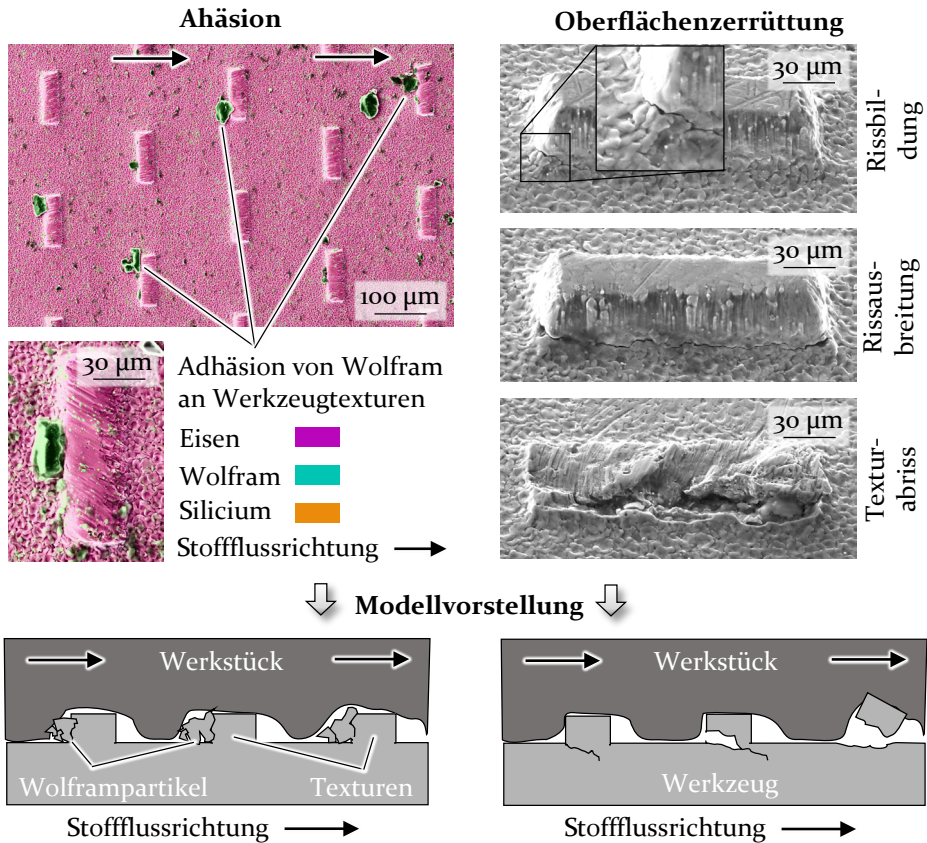 Ahäsion
100 µm
30 µm
Adhäsion von Wolfram
an Werkzeugtexturen
Eisen
Wolfram
Silicium
Stoffflussrichtung
Oberflächenzerrüttung
30 µm
Rissbil-
dung
30 µm
Rissaus-
breitung
30 µm
Textur-
abriss
Modellvorstellung
Werkstück
Wolframpartikel
Texturen
Stoffflussrichtung
Werkstück
Werkzeug
Stoffflussrichtung